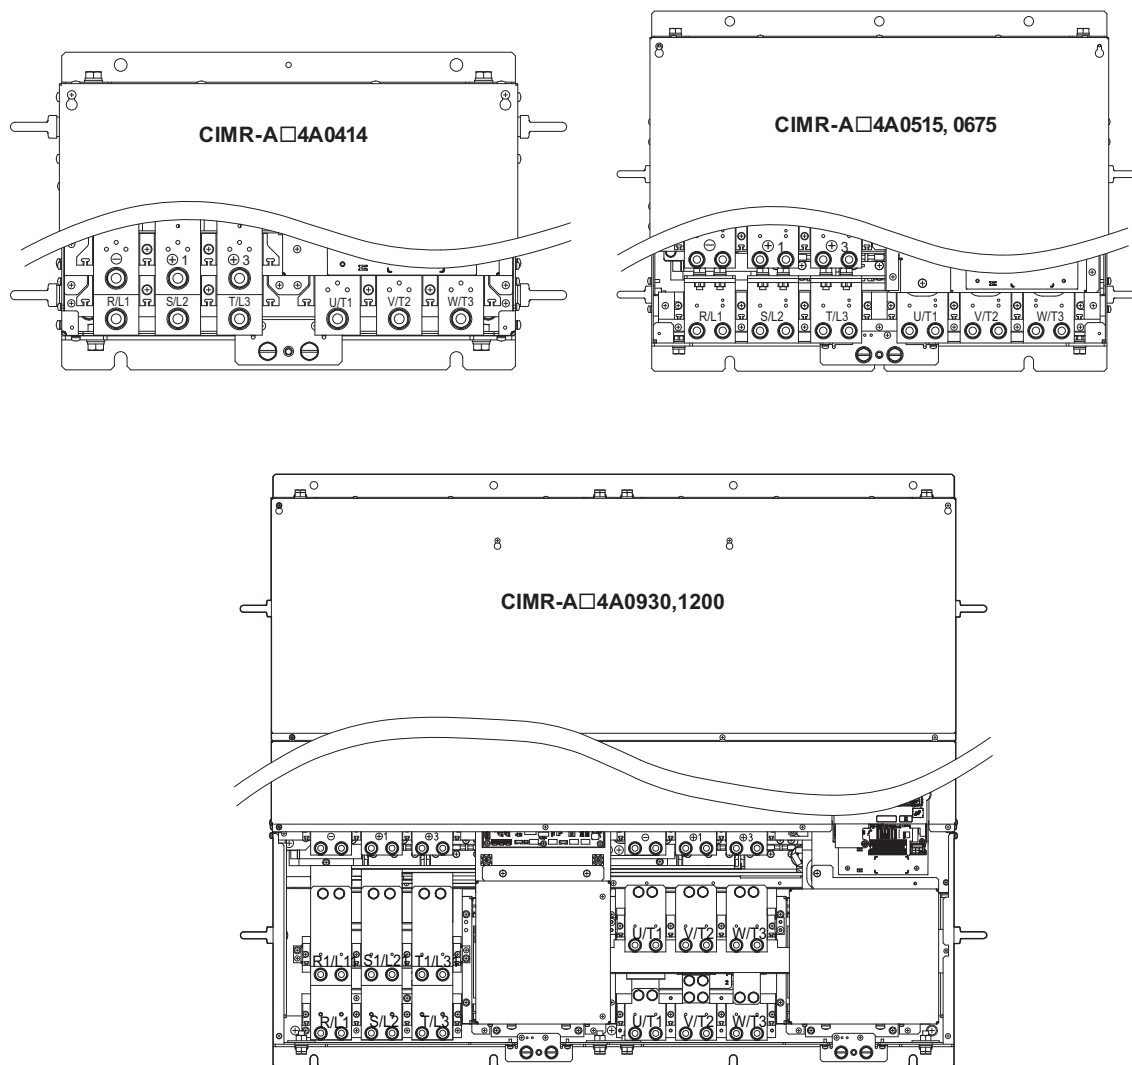 CIMR-A□4A0414
⊖ ⊕1 ⊕3
R/L1 S/L2 T/L3 U/T1 V/T2 W/T3
CIMR-A□4A0515, 0675
⊖ ⊕1 ⊕3
R/L1 S/L2 T/L3 U/T1 V/T2 W/T3
CIMR-A□4A0930,1200
⊖ ⊕1 ⊕3 ⊖ ⊕1 ⊕3
U/T1 V/T2 W/T3
R1/L11 S1/L21 T1/L31
R/L1 S/L2 T/L3 U/T1 V/T2 W/T3